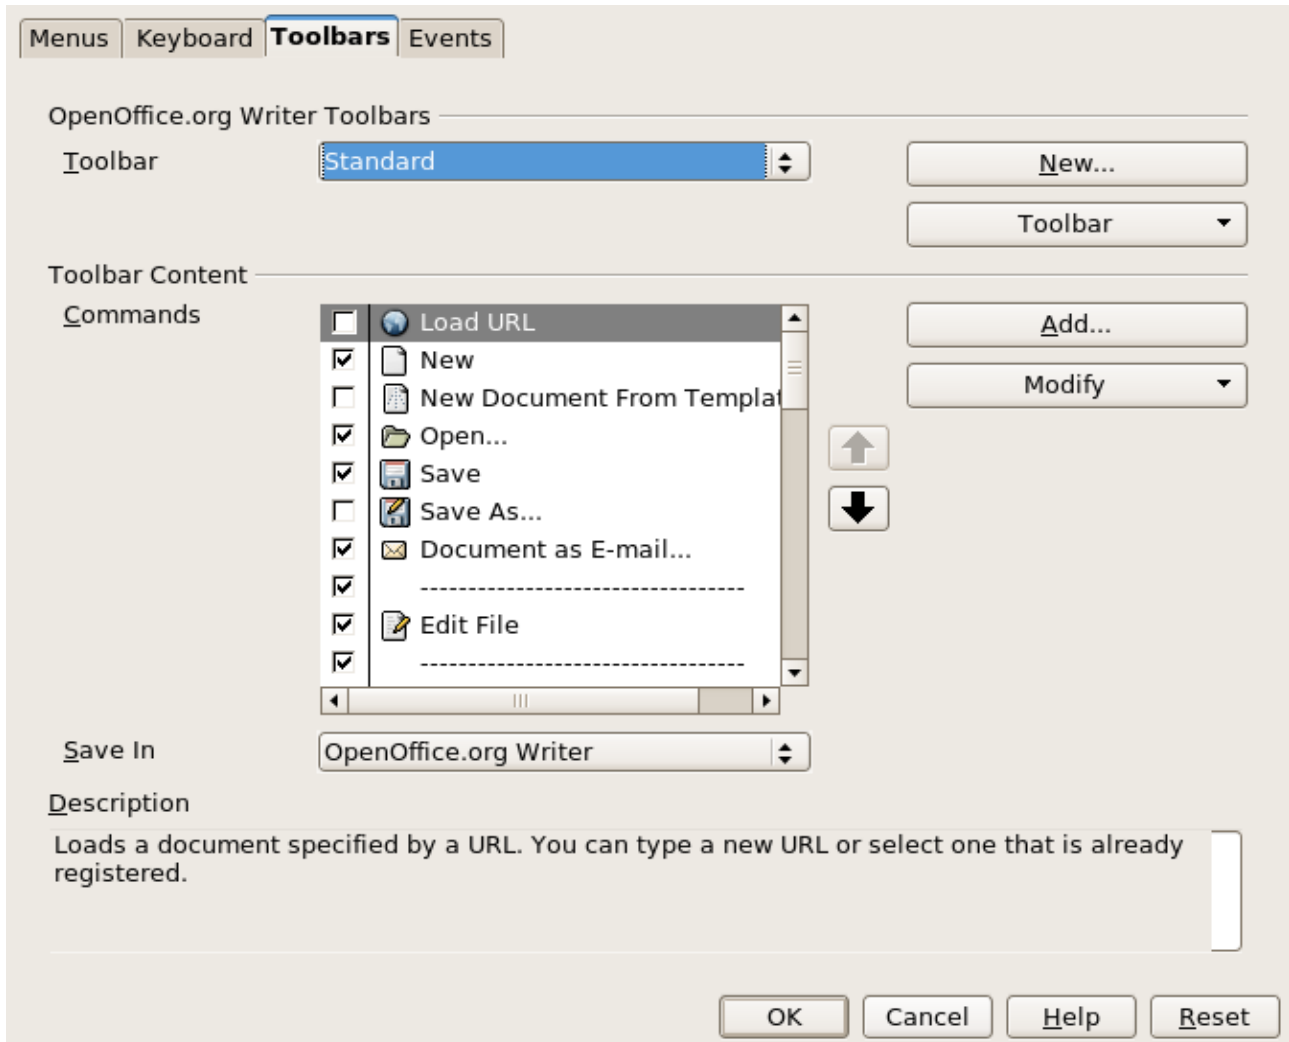 Menus Keyboard Toolbars Events
OpenOffice.org Writer Toolbars
Toolbar Standard New...
Toolbar
Toolbar Content
Commands Load URL Add...
New
Modify
New Document From Templat
Open...
Save
Save As...
Document as E-mail...
----------------------------------
Edit File
----------------------------------
Save In OpenOffice.org Writer
Description
Loads a document specified by a URL. You can type a new URL or select one that is already
registered.
OK Cancel Help Reset